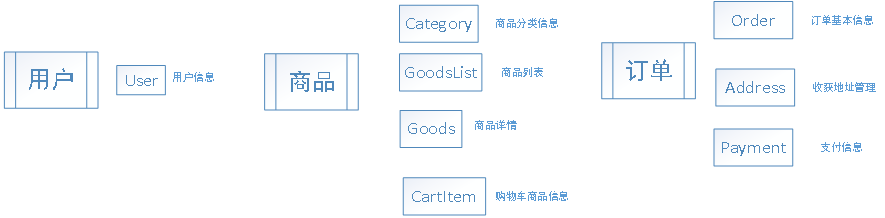 用户
User 用户信息
商品
Category 商品分类信息
GoodsList 商品列表
Goods 商品详情
CartItem 购物车商品信息
订单
Order 订单基本信息
Address 收获地址管理
Payment 支付信息